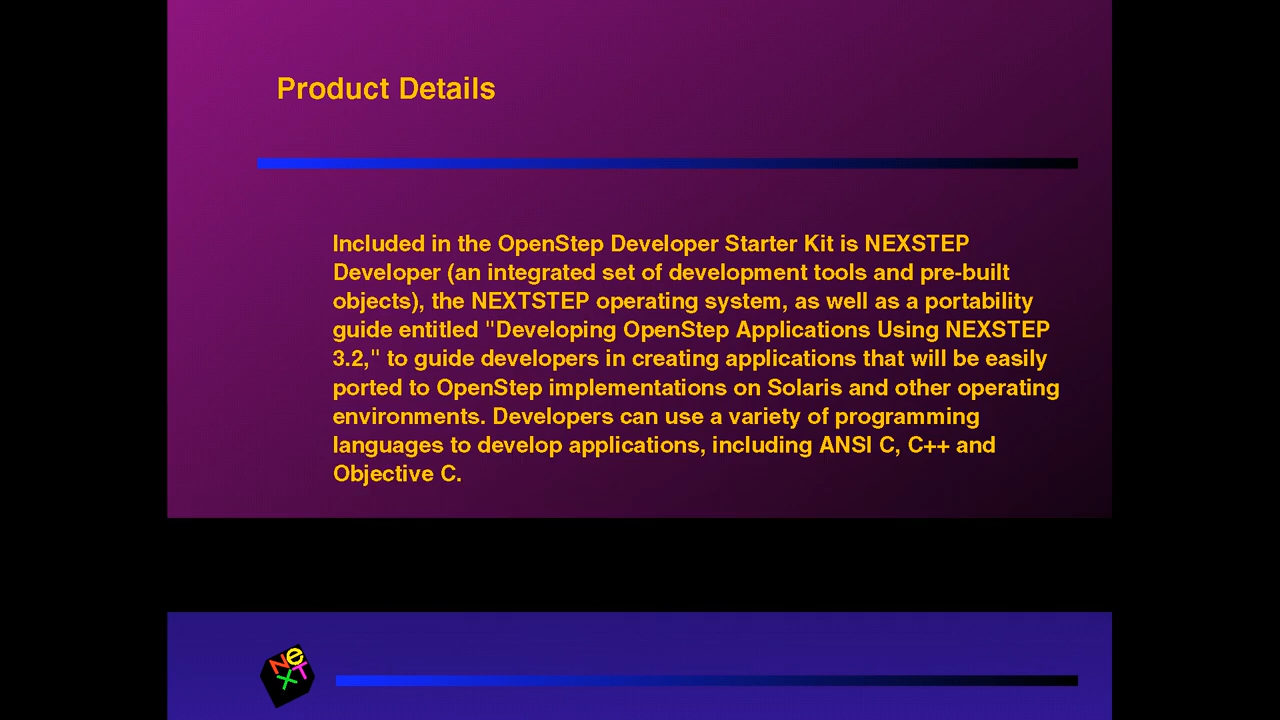 Product Details
Included in the OpenStep Developer Starter Kit is NEXSTEP
Developer (an integrated set of development tools and pre-built
objects), the NEXTSTEP operating system, as well as a portability
guide entitled "Developing OpenStep Applications Using NEXSTEP
3.2," to guide developers in creating applications that will be easily
ported to OpenStep implementations on Solaris and other operating
environments. Developers can use a variety of programming
languages to develop applications, including ANSI C, C++ and
Objective C.
NeXT